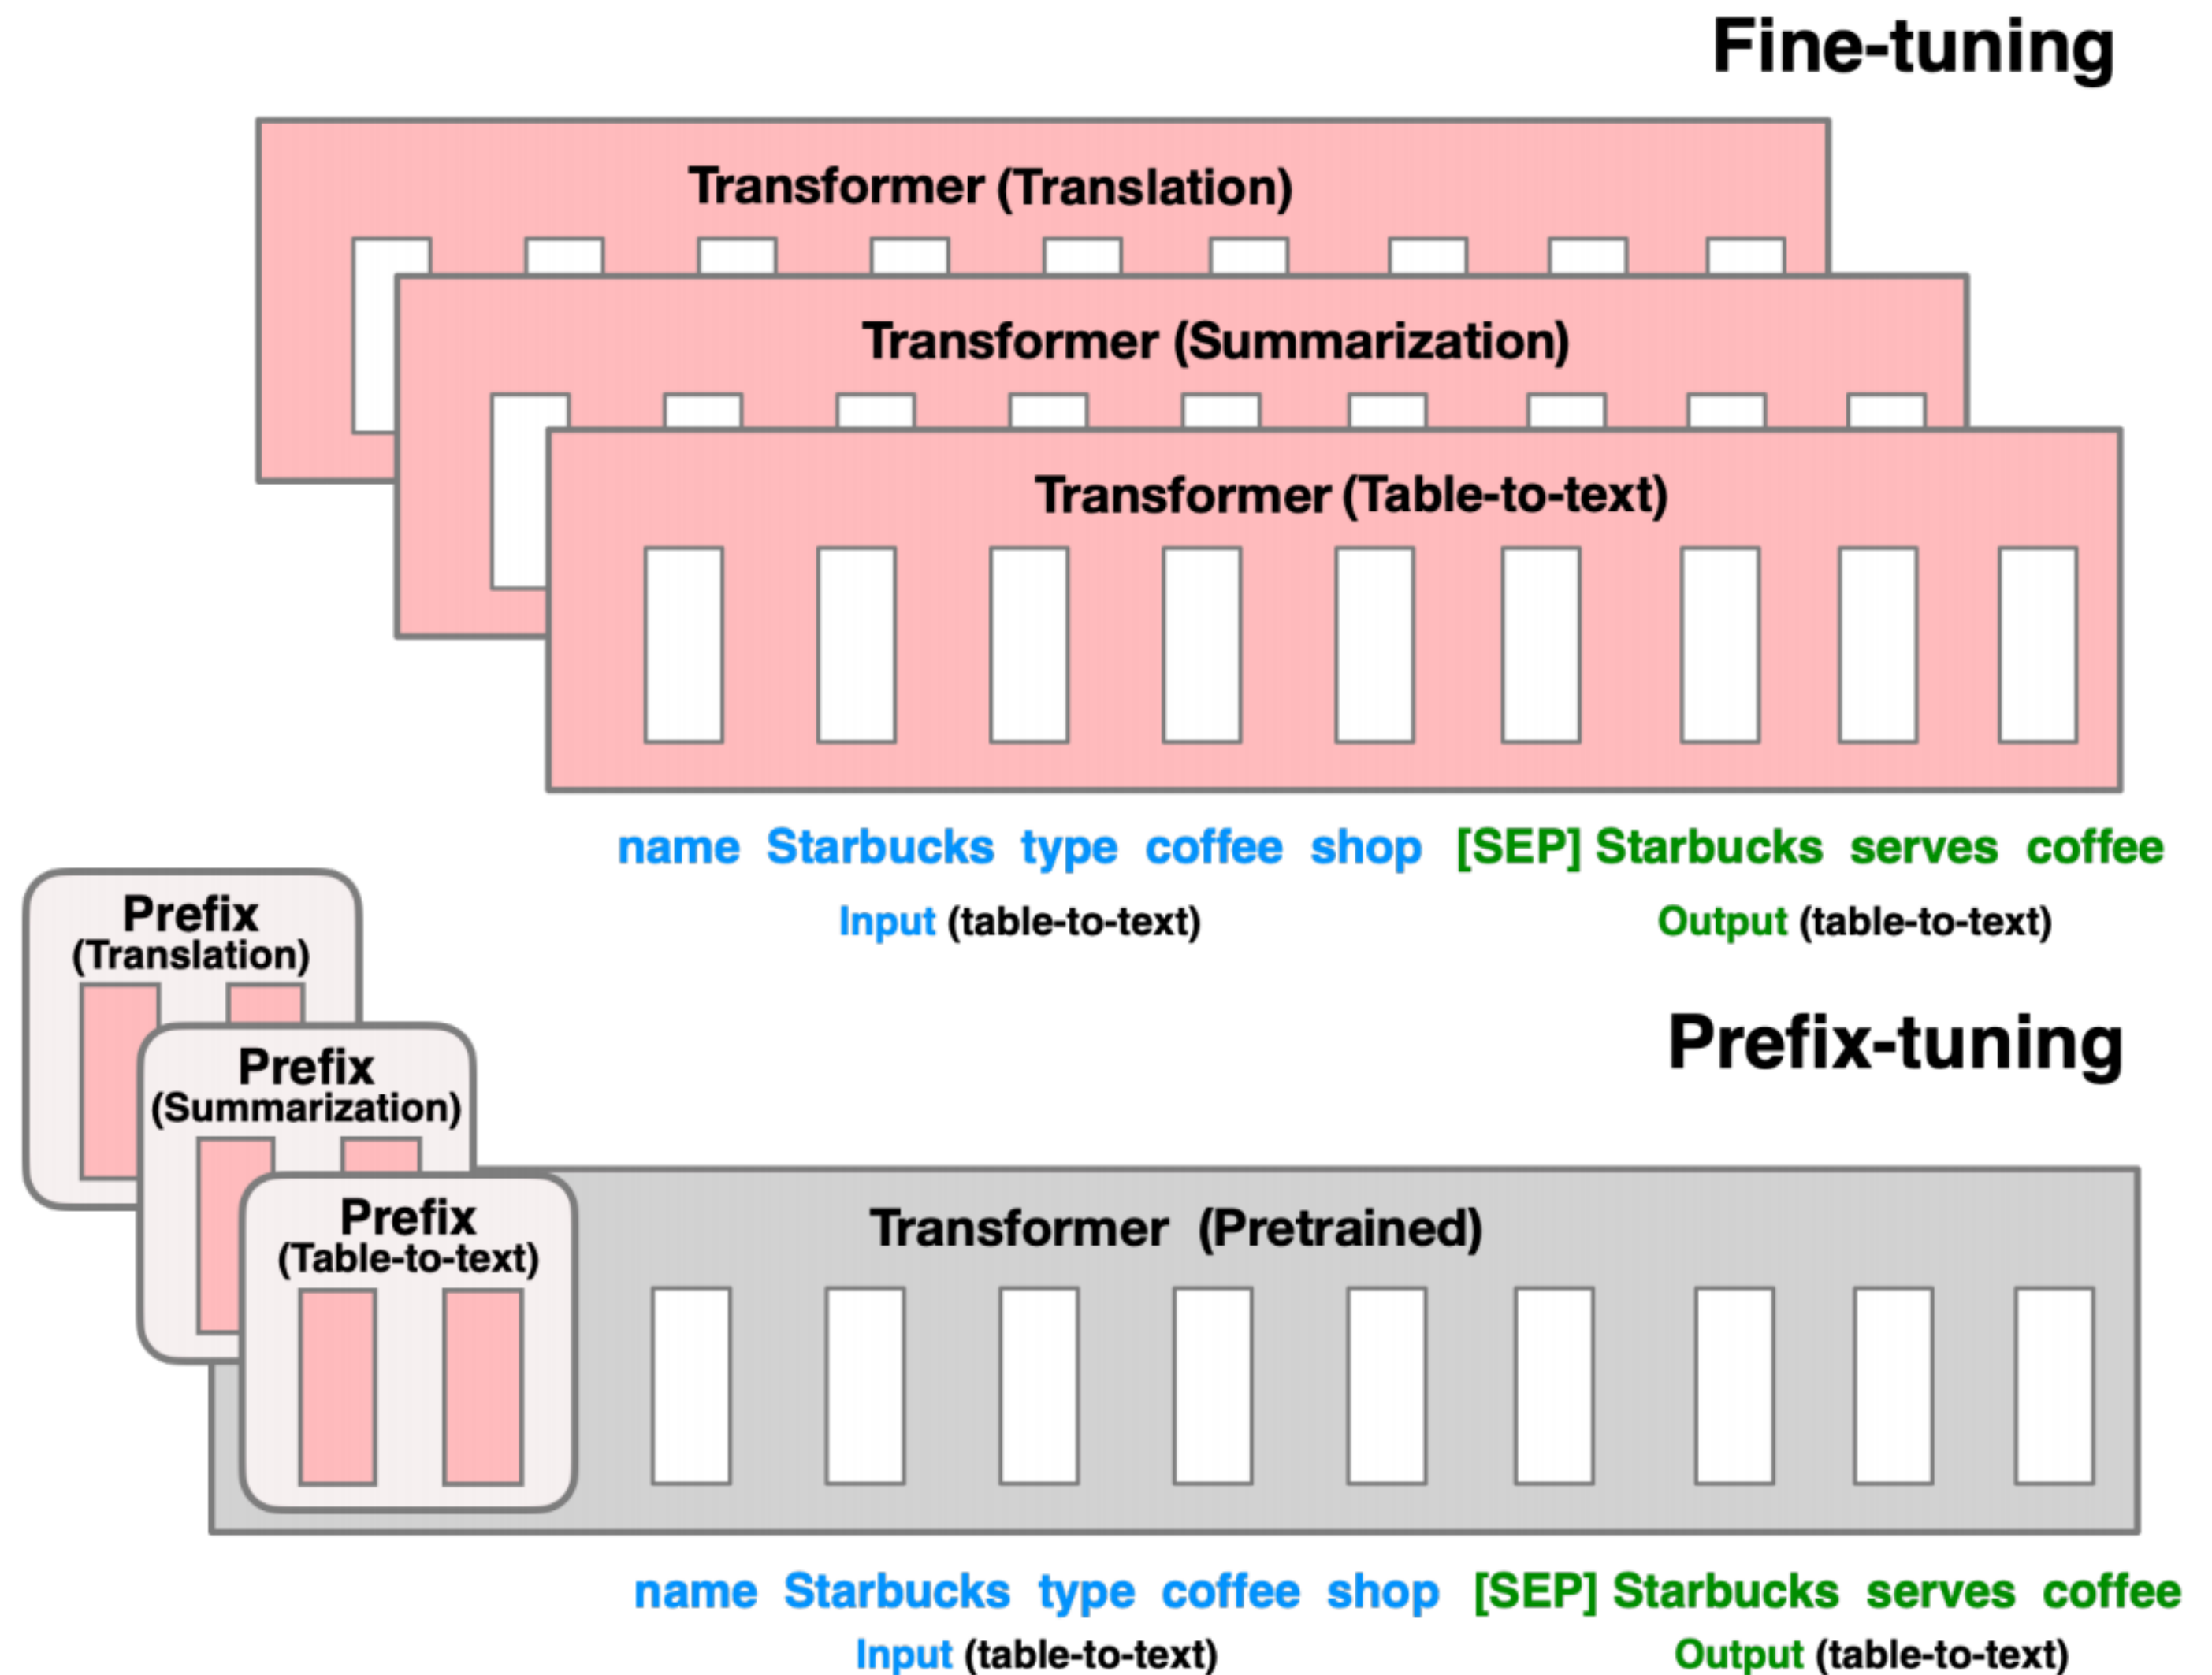 Fine-tuning
Transformer (Translation)
Transformer (Summarization)
Transformer (Table-to-text)
name Starbucks type coffee shop [SEP] Starbucks serves coffee
Input (table-to-text) Output (table-to-text)
Prefix
(Translation)
Prefix-tuning
Prefix
(Summarization)
Prefix
(Table-to-text)
Transformer (Pretrained)
name Starbucks type coffee shop [SEP] Starbucks serves coffee
Input (table-to-text) Output (table-to-text)